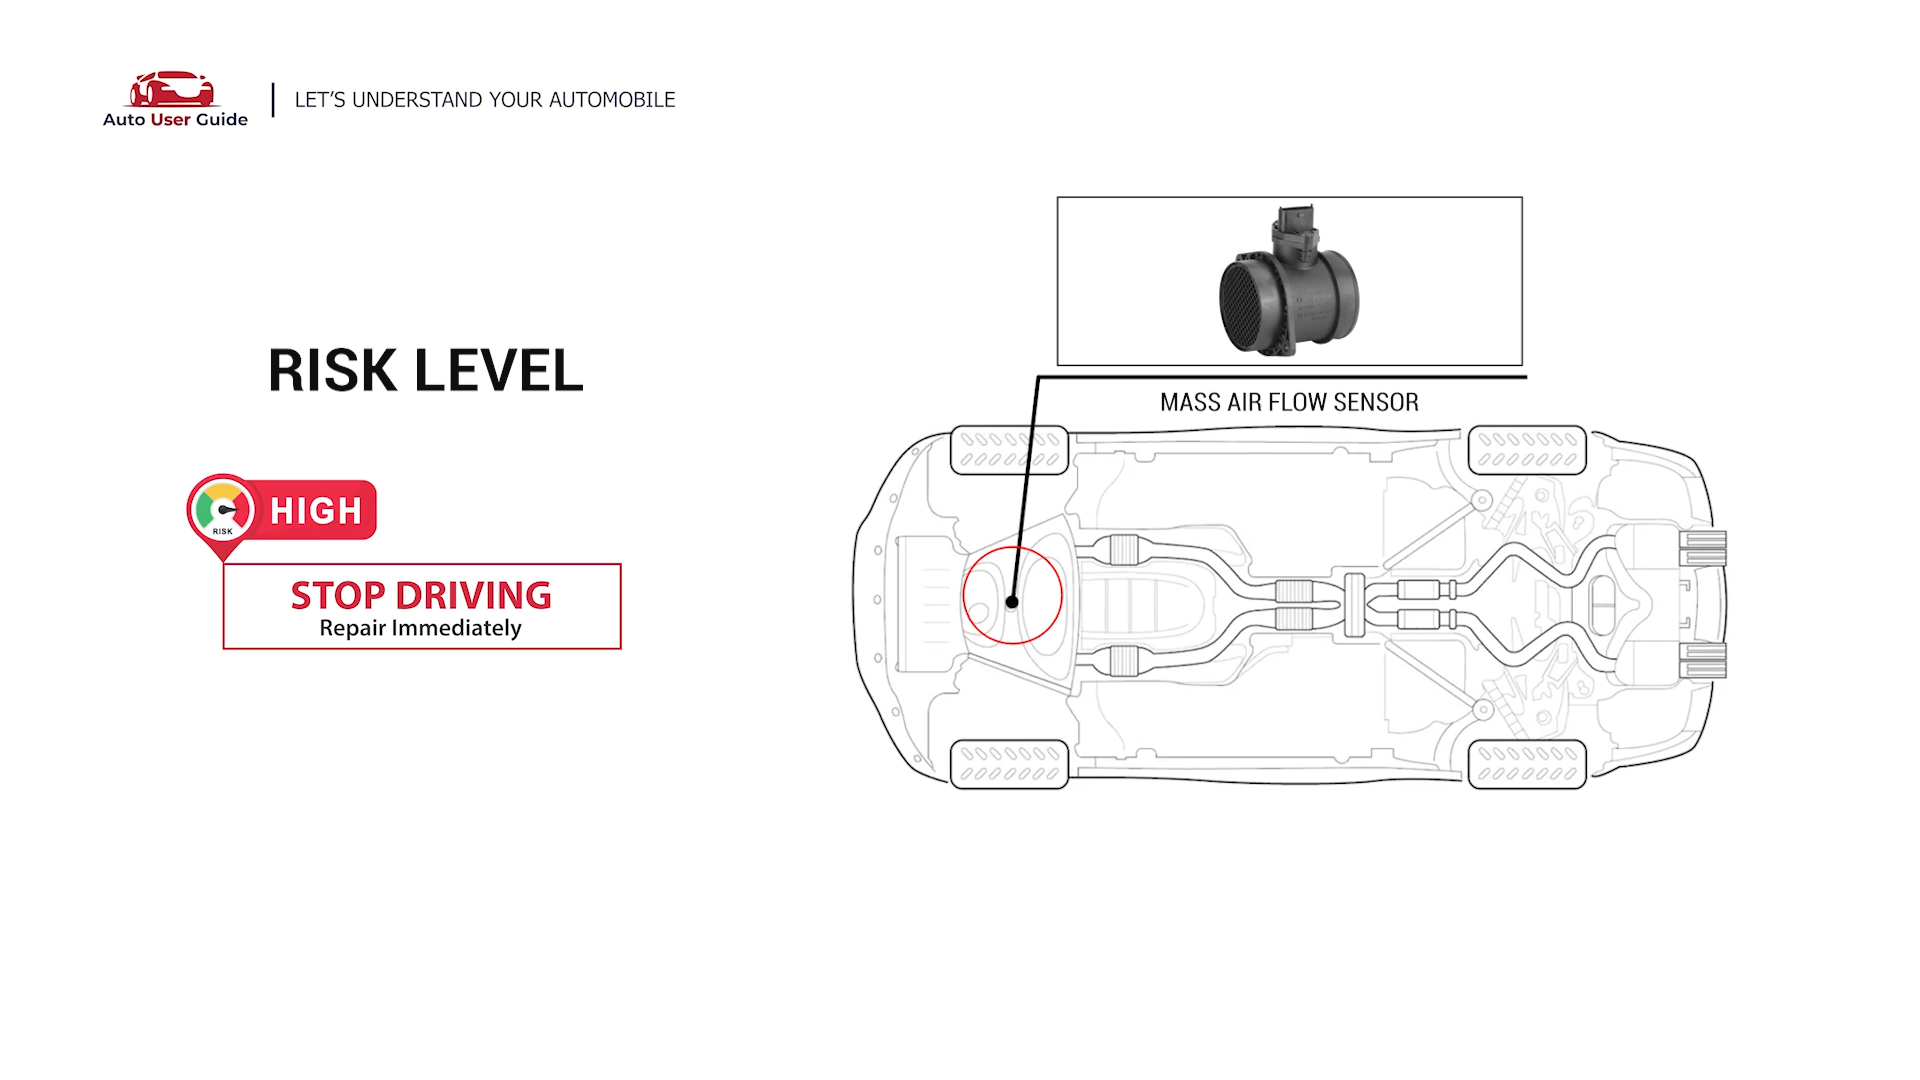 Auto User Guide
LET'S UNDERSTAND YOUR AUTOMOBILE
RISK LEVEL
RISK
HIGH
STOP DRIVING
Repair Immediately
MASS AIR FLOW SENSOR